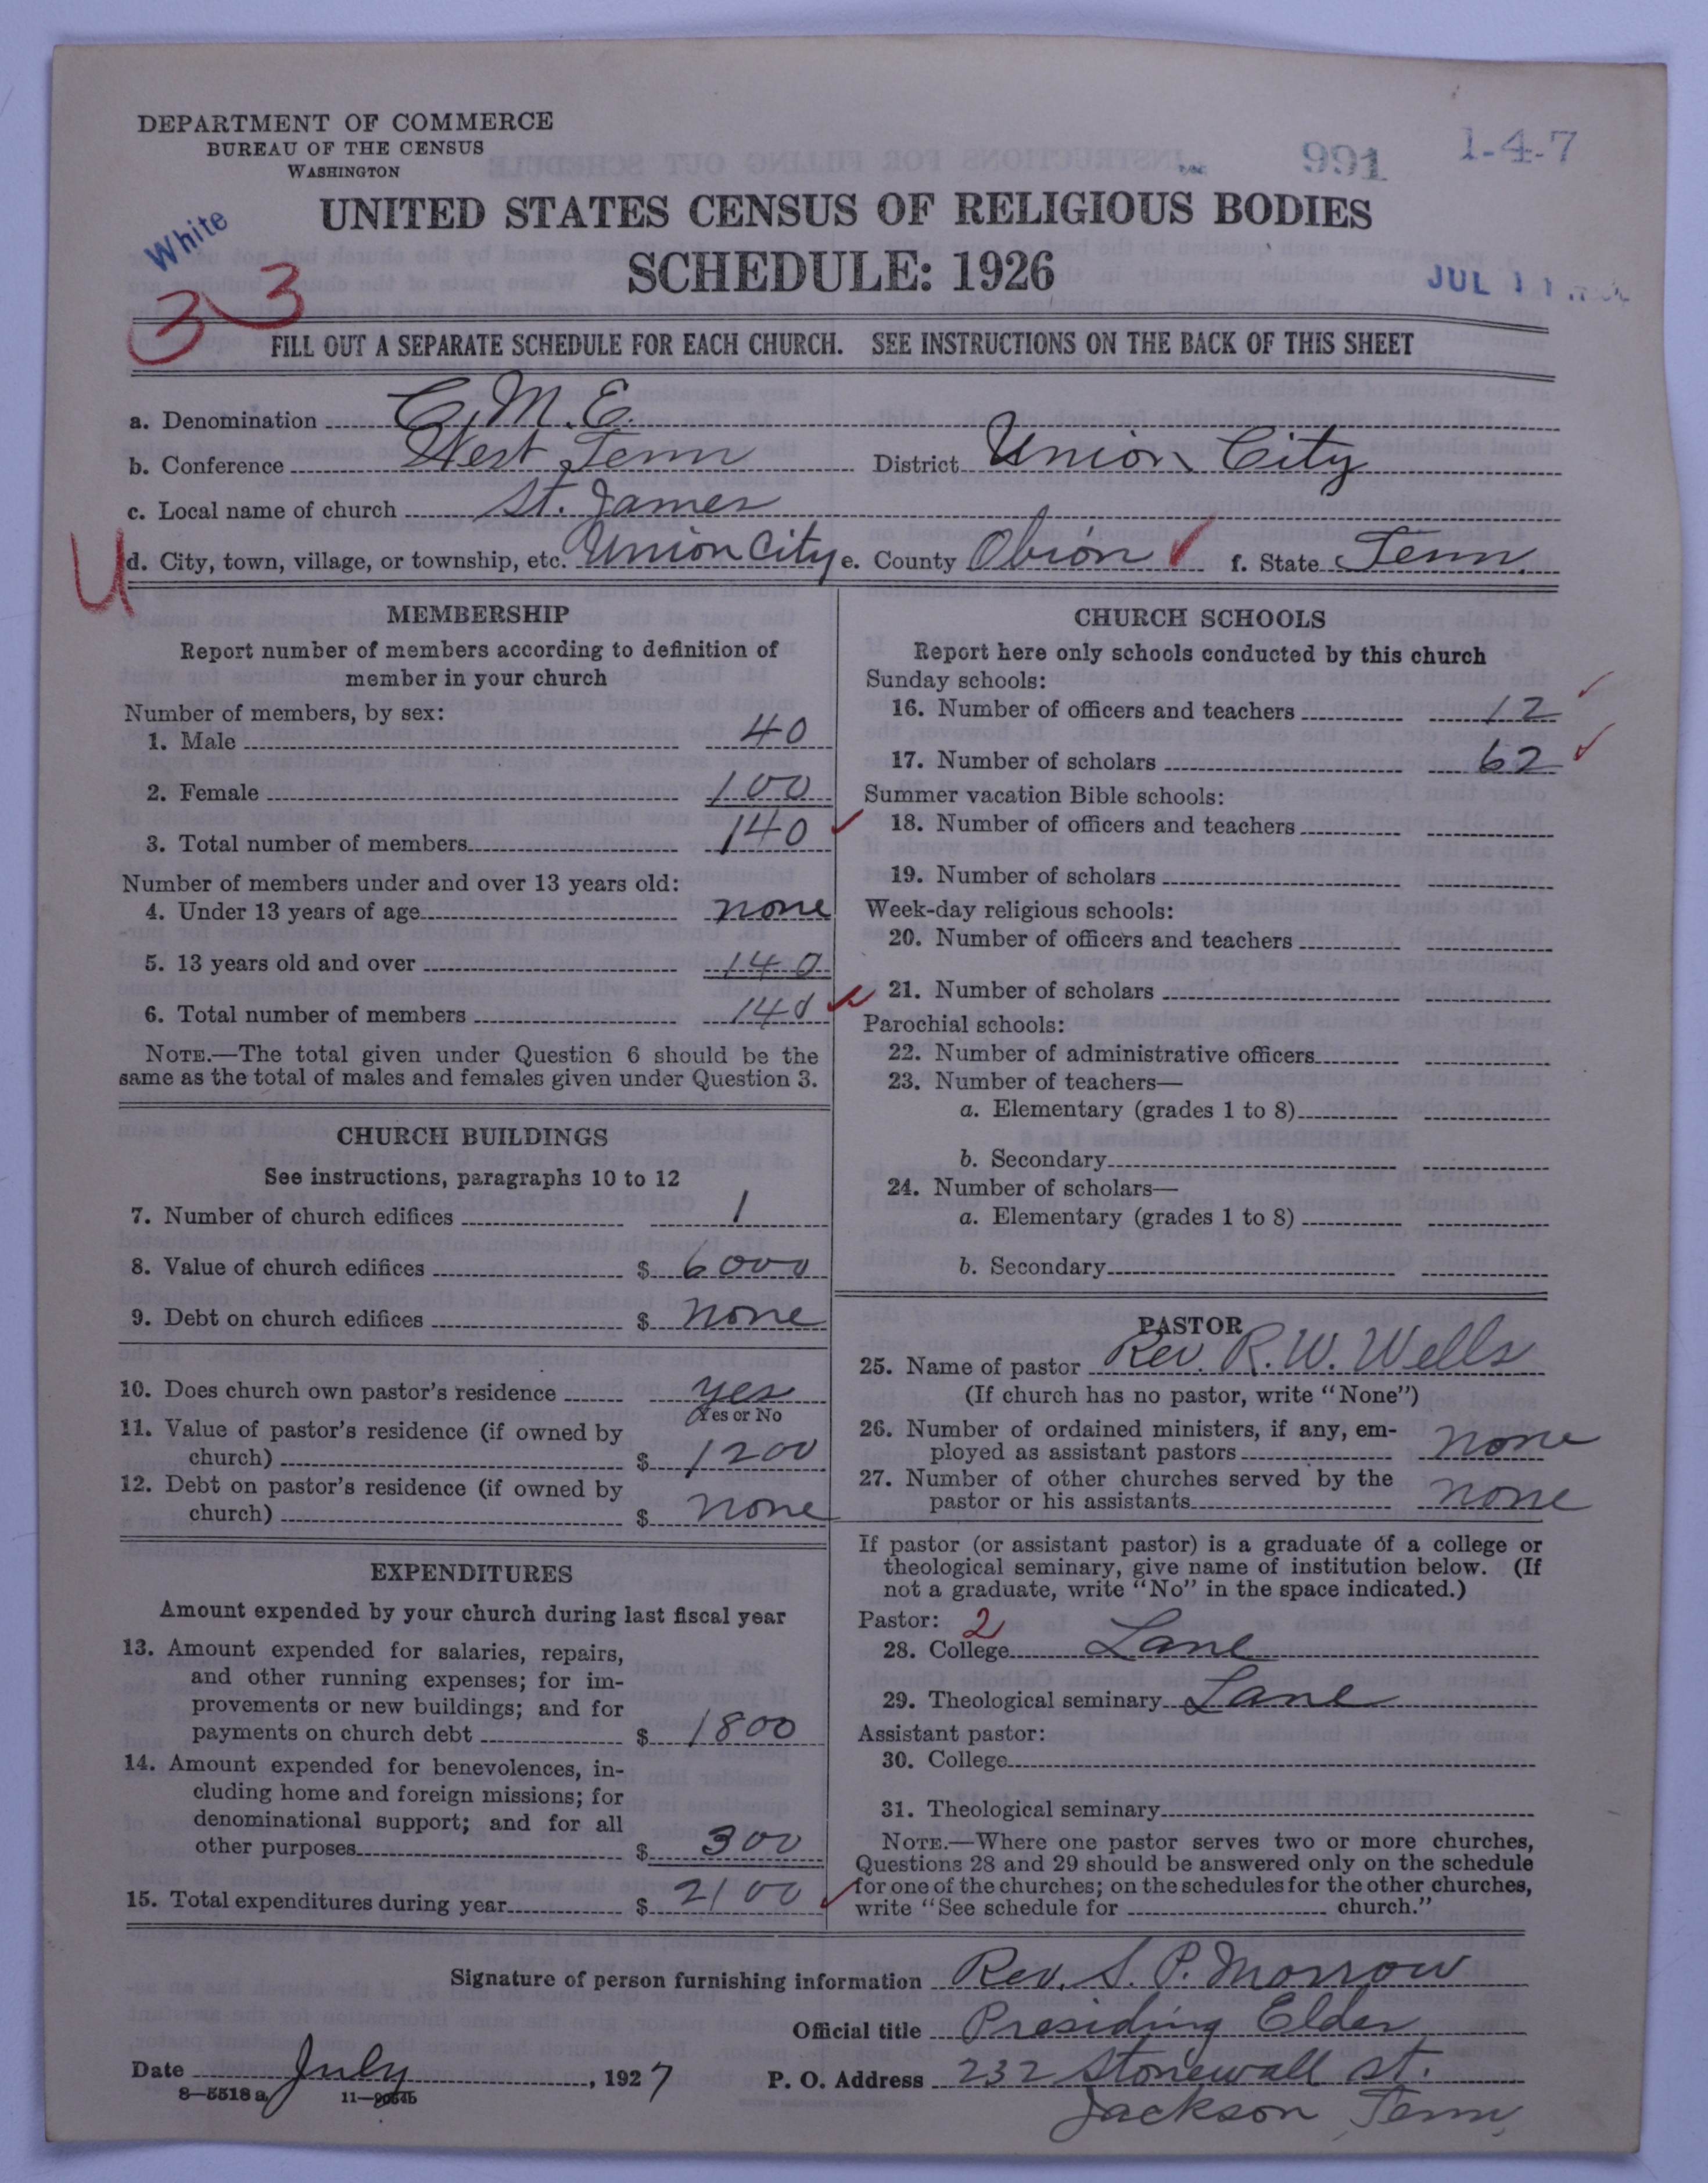 DEPARTMENT OF COMMERCE
BUREAU OF THE CENSUS
WASHINGTON
991
1-4-7
UNITED STATES CENSUS OF RELIGIOUS BODIES
White
SCHEDULE: 1926
JUL 11
33
FILL OUT A SEPARATE SCHEDULE FOR EACH CHURCH. SEE INSTRUCTIONS ON THE BACK OF THIS SHEET
a. Denomination C.M.E.
b. Conference West Tenn District Union City
c. Local name of church St. James
U
d. City, town, village, or township, etc. Union City e. County Obion ✓ f. State Tenn.
MEMBERSHIP
Report number of members according to definition of
member in your church
Number of members, by sex:
1. Male 40
2. Female 100
3. Total number of members 140 ✓
Number of members under and over 13 years old:
4. Under 13 years of age none
5. 13 years old and over 140
6. Total number of members 140 ✓
NOTE.—The total given under Question 6 should be the
same as the total of males and females given under Question 3.
CHURCH BUILDINGS
See instructions, paragraphs 10 to 12
7. Number of church edifices 1
8. Value of church edifices $ 6000
9. Debt on church edifices $ none
10. Does church own pastor's residence yes
Yes or No
11. Value of pastor's residence (if owned by
church) $ 1200
12. Debt on pastor's residence (if owned by
church) $ none
EXPENDITURES
Amount expended by your church during last fiscal year
13. Amount expended for salaries, repairs,
and other running expenses; for im-
provements or new buildings; and for
payments on church debt $ 1800
14. Amount expended for benevolences, in-
cluding home and foreign missions; for
denominational support; and for all
other purposes $ 300
15. Total expenditures during year $ 2100 ✓
CHURCH SCHOOLS
Report here only schools conducted by this church
Sunday schools:
16. Number of officers and teachers 12 ✓
17. Number of scholars 62 ✓
Summer vacation Bible schools:
18. Number of officers and teachers
19. Number of scholars
Week-day religious schools:
20. Number of officers and teachers
21. Number of scholars
Parochial schools:
22. Number of administrative officers
23. Number of teachers—
a. Elementary (grades 1 to 8)
b. Secondary
24. Number of scholars—
a. Elementary (grades 1 to 8)
b. Secondary
PASTOR
25. Name of pastor Rev. R. W. Wells
(If church has no pastor, write "None")
26. Number of ordained ministers, if any, em-
ployed as assistant pastors none
27. Number of other churches served by the
pastor or his assistants none
If pastor (or assistant pastor) is a graduate of a college or
theological seminary, give name of institution below. (If
not a graduate, write "No" in the space indicated.)
Pastor: 2
28. College Lane
29. Theological seminary Lane
Assistant pastor:
30. College
31. Theological seminary
NOTE.—Where one pastor serves two or more churches,
Questions 28 and 29 should be answered only on the schedule
for one of the churches; on the schedules for the other churches,
write "See schedule for church."
Signature of person furnishing information Rev. S. P. Morrow
Official title Presiding Elder
Date July, 1927 P. O. Address 232 Stonewall St.
8—5518 a
Jackson Tenn,